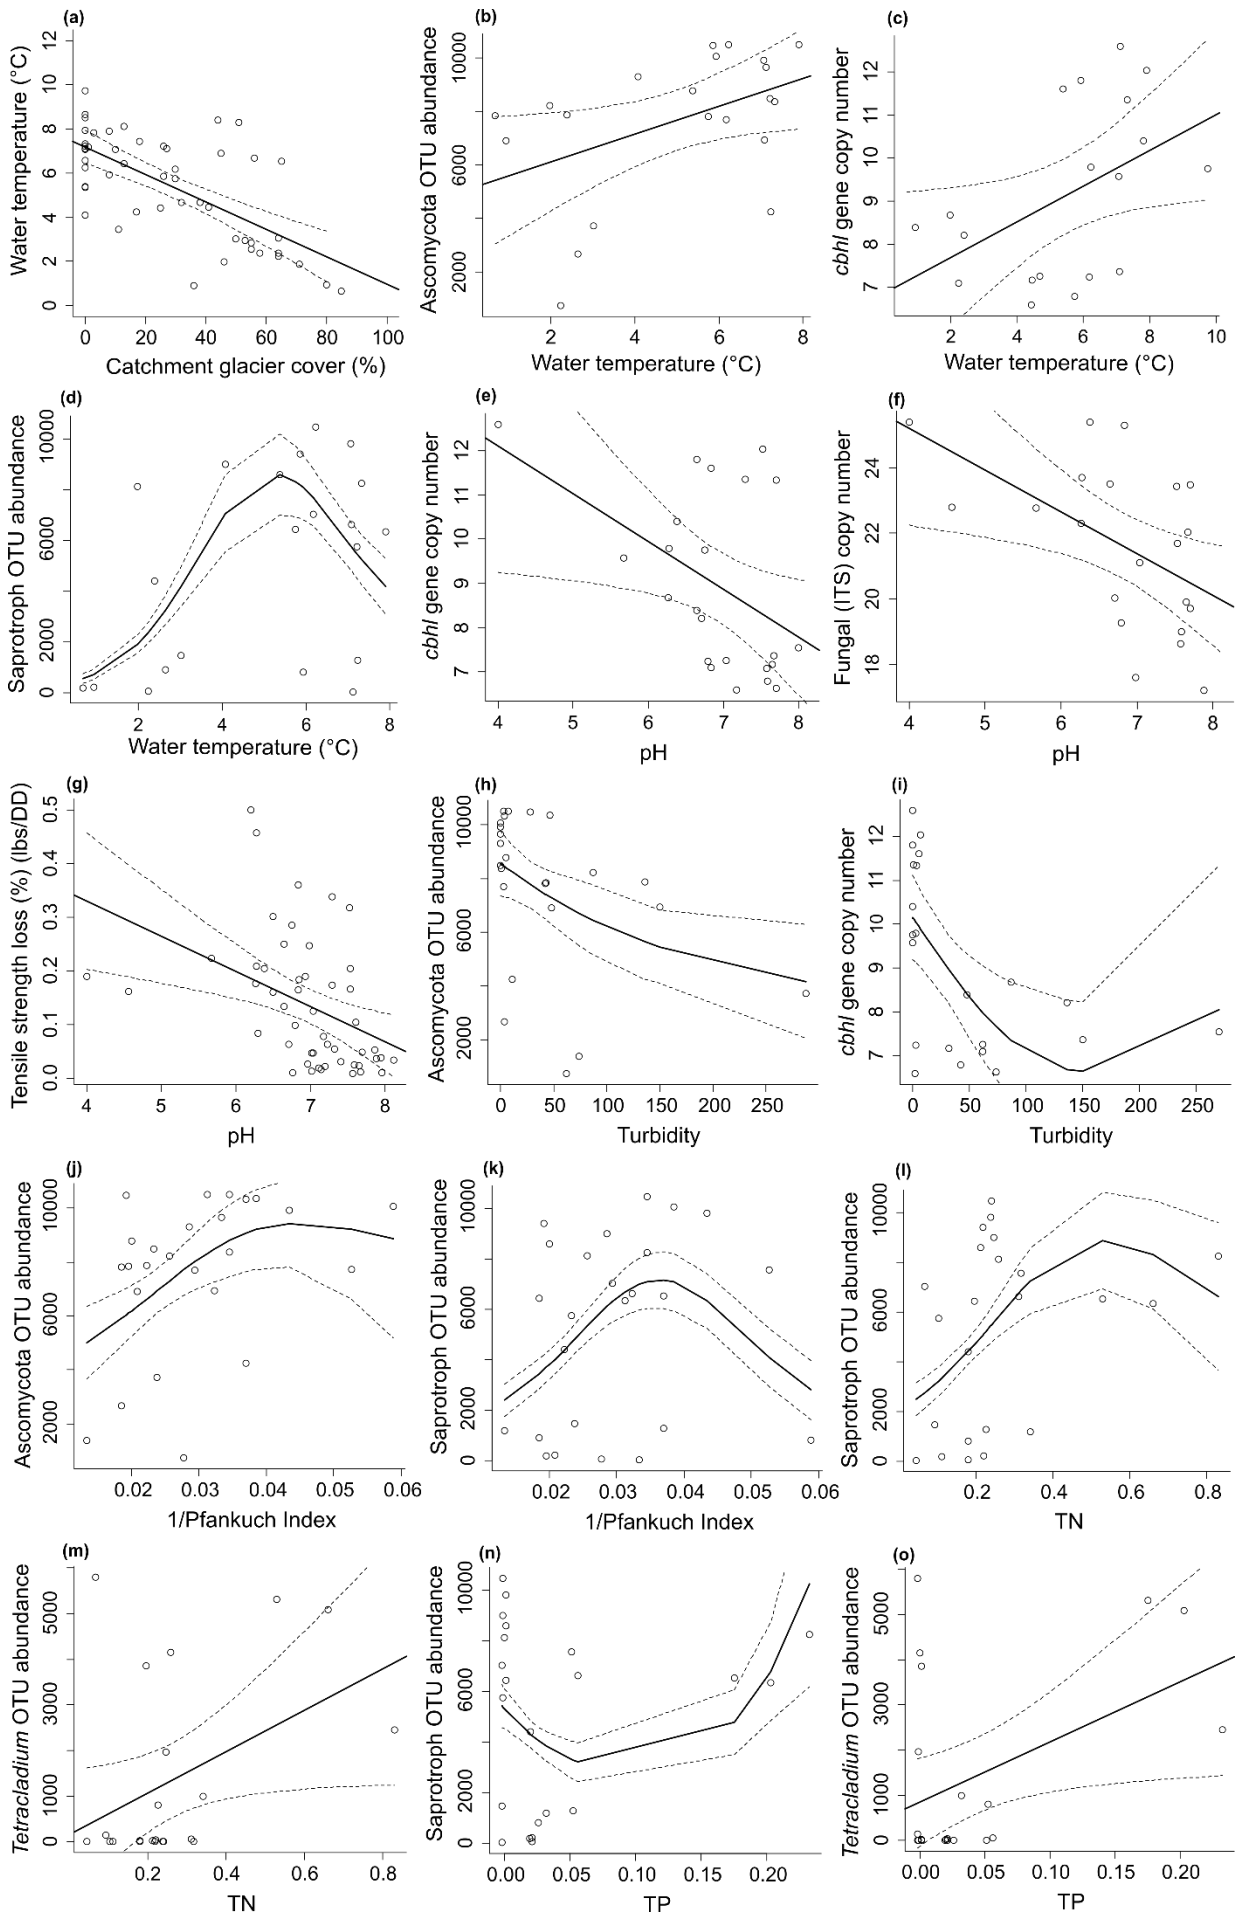 (a)
Water temperature (°C)
12
10
8
6
4
2
0
0 20 40 60 80 100
Catchment glacier cover (%)
(b)
Ascomycota OTU abundance
10000
6000
2000
2 4 6 8
Water temperature (°C)
(c)
cbhI gene copy number
12
11
10
9
8
7
2 4 6 8 10
Water temperature (°C)
(d)
Saprotroph OTU abundance
10000
6000
2000
0
2 4 6 8
Water temperature (°C)
(e)
cbhI gene copy number
12
11
10
9
8
7
4 5 6 7 8
pH
(f)
Fungal (ITS) copy number
24
22
20
18
4 5 6 7 8
pH
(g)
Tensile strength loss (%) (lbs/DD)
0.5
0.4
0.3
0.2
0.1
0.0
4 5 6 7 8
pH
(h)
Ascomycota OTU abundance
10000
6000
2000
0 50 100 150 200 250
Turbidity
(i)
cbhI gene copy number
12
11
10
9
8
7
0 50 100 150 200 250
Turbidity
(j)
Ascomycota OTU abundance
10000
6000
2000
0.02 0.03 0.04 0.05 0.06
1/Pfankuch Index
(k)
Saprotroph OTU abundance
10000
6000
2000
0
0.02 0.03 0.04 0.05 0.06
1/Pfankuch Index
(l)
Saprotroph OTU abundance
10000
6000
2000
0
0.2 0.4 0.6 0.8
TN
(m)
Tetracladium OTU abundance
5000
3000
1000
0
0.2 0.4 0.6 0.8
TN
(n)
Saprotroph OTU abundance
10000
6000
2000
0
0.00 0.05 0.10 0.15 0.20
TP
(o)
Tetracladium OTU abundance
5000
3000
1000
0
0.00 0.05 0.10 0.15 0.20
TP